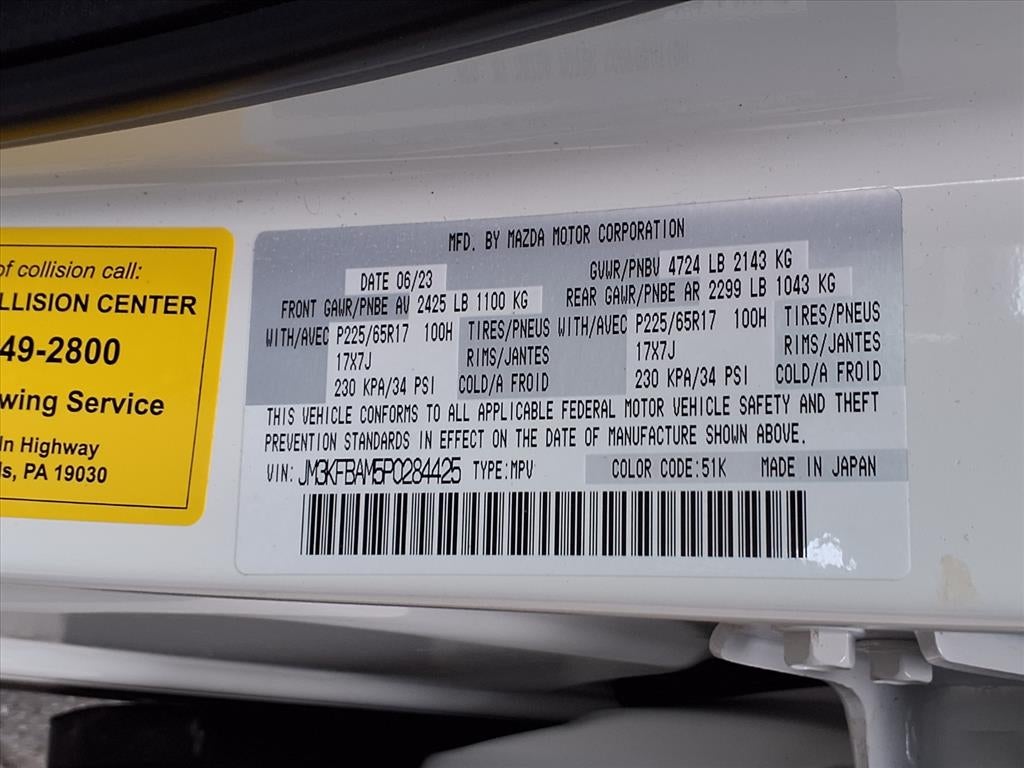 of collision call:
LLISION CENTER
49-2800
wing Service
ln Highway
s, PA 19030
MFD. BY MAZDA MOTOR CORPORATION
DATE 06/23 GVWR/PNBV 4724 LB 2143 KG
FRONT GAWR/PNBE AV 2425 LB 1100 KG REAR GAWR/PNBE AR 2299 LB 1043 KG
WITH/AVEC P225/65R17 100H TIRES/PNEUS WITH/AVEC P225/65R17 100H TIRES/PNEUS
17X7J RIMS/JANTES 17X7J RIMS/JANTES
230 KPA/34 PSI COLD/A FROID 230 KPA/34 PSI COLD/A FROID
THIS VEHICLE CONFORMS TO ALL APPLICABLE FEDERAL MOTOR VEHICLE SAFETY AND THEFT
PREVENTION STANDARDS IN EFFECT ON THE DATE OF MANUFACTURE SHOWN ABOVE.
VIN: JM3KFBAM5P0284425 TYPE:MPV COLOR CODE:51K MADE IN JAPAN